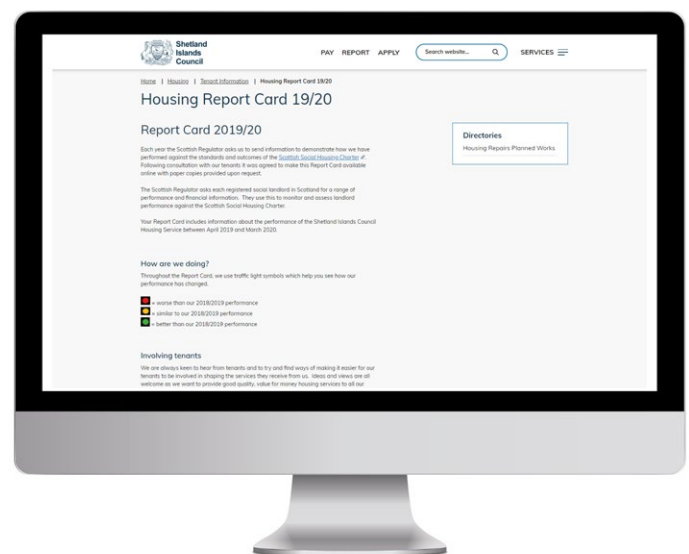 Shetland
Islands
Council
PAY REPORT APPLY Search website... SERVICES
Home | Housing | Tenant Information | Housing Report Card 19/20
Housing Report Card 19/20
Report Card 2019/20
Each year the Scottish Regulator asks us to send information to demonstrate how we have
performed against the standards and outcomes of the Scottish Social Housing Charter.
Following consultation with our tenants it was agreed to make this Report Card available
online with paper copies provided upon request.
The Scottish Regulator asks each registered social landlord in Scotland for a range of
performance and financial information. They use this to monitor and assess landlord
performance against the Scottish Social Housing Charter.
Your Report Card includes information about the performance of the Shetland Islands Council
Housing Service between April 2019 and March 2020.
How are we doing?
Throughout the Report Card, we use traffic light symbols which help you see how our
performance has changed.
= worse than our 2018/2019 performance
= similar to our 2018/2019 performance
= better than our 2018/2019 performance
Involving tenants
We are always keen to hear from tenants and to try and find ways of making it easier for our
tenants to be involved in shaping the services they receive from us. Ideas and views are all
welcome as we want to provide good quality, value for money housing services to all our
Directories
Housing Repairs Planned Works